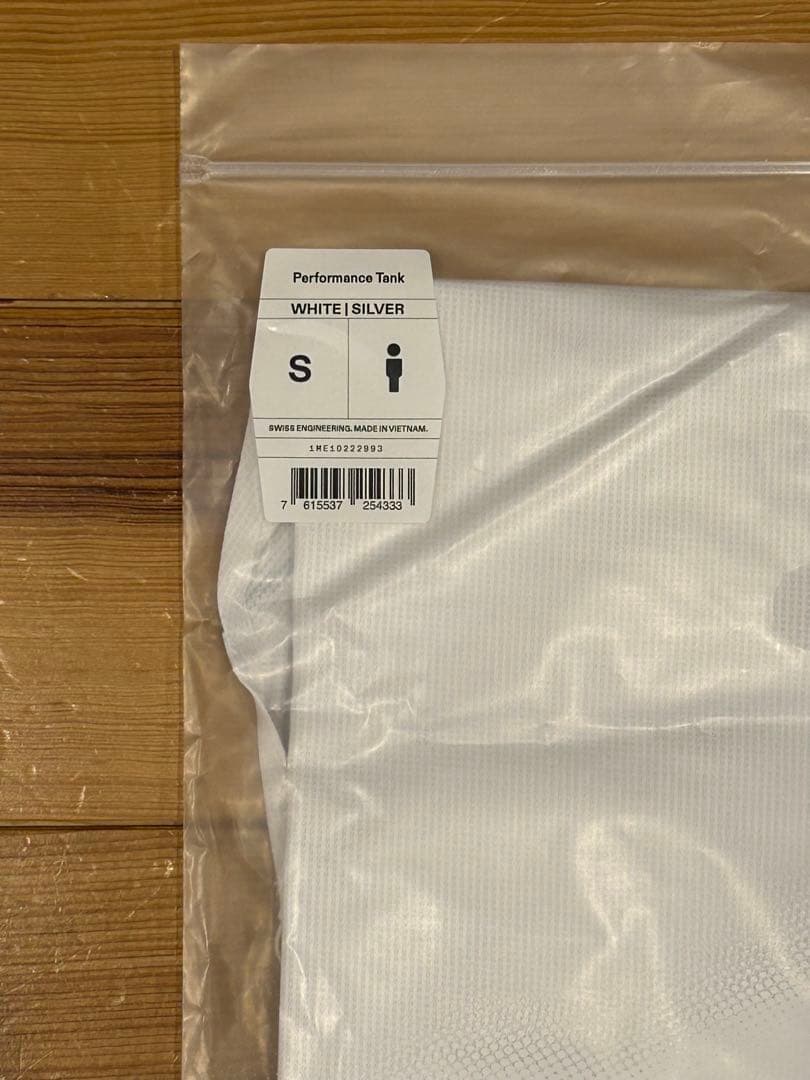 Performance Tank
WHITE | SILVER
S
SWISS ENGINEERING. MADE IN VIETNAM.
1ME10222993
7 615537 254333